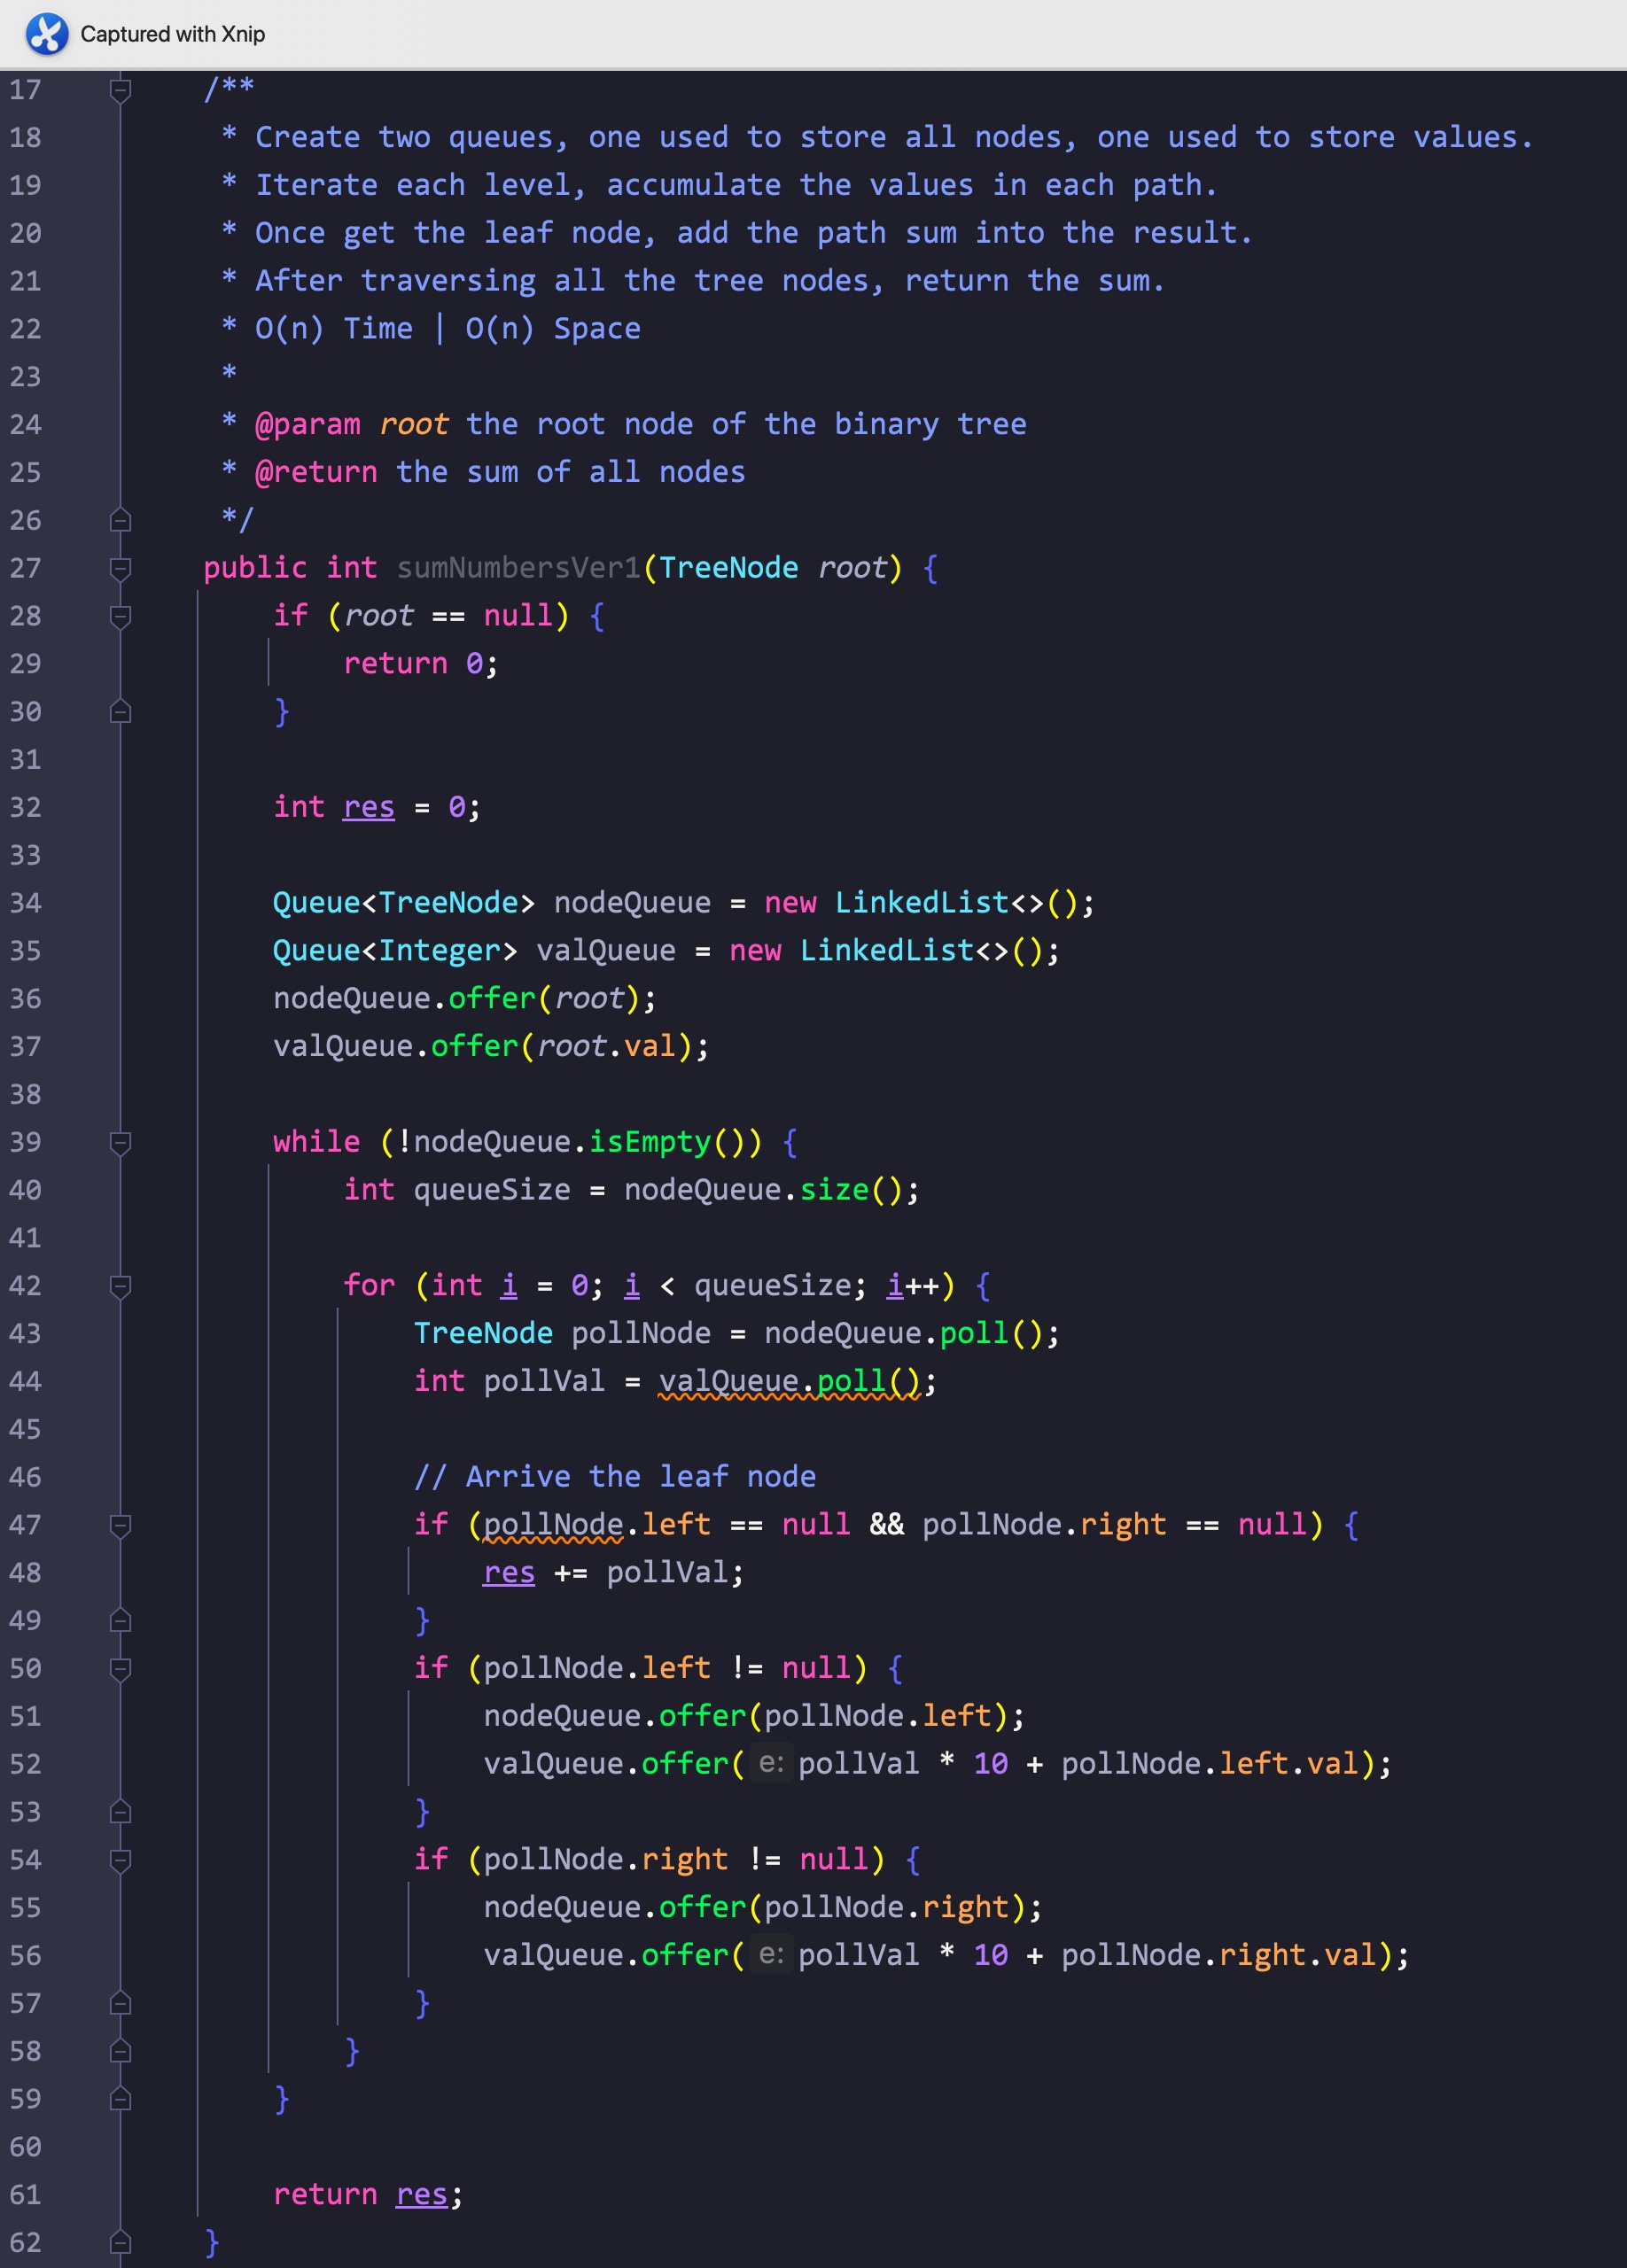 Captured with Xnip
17 /**
18 * Create two queues, one used to store all nodes, one used to store values.
19 * Iterate each level, accumulate the values in each path.
20 * Once get the leaf node, add the path sum into the result.
21 * After traversing all the tree nodes, return the sum.
22 * O(n) Time | O(n) Space
23 *
24 * @param root the root node of the binary tree
25 * @return the sum of all nodes
26 */
27 public int sumNumbersVer1(TreeNode root) {
28 if (root == null) {
29 return 0;
30 }
31
32 int res = 0;
33
34 Queue<TreeNode> nodeQueue = new LinkedList<>();
35 Queue<Integer> valQueue = new LinkedList<>();
36 nodeQueue.offer(root);
37 valQueue.offer(root.val);
38
39 while (!nodeQueue.isEmpty()) {
40 int queueSize = nodeQueue.size();
41
42 for (int i = 0; i < queueSize; i++) {
43 TreeNode pollNode = nodeQueue.poll();
44 int pollVal = valQueue.poll();
45
46 // Arrive the leaf node
47 if (pollNode.left == null && pollNode.right == null) {
48 res += pollVal;
49 }
50 if (pollNode.left != null) {
51 nodeQueue.offer(pollNode.left);
52 valQueue.offer( e: pollVal * 10 + pollNode.left.val);
53 }
54 if (pollNode.right != null) {
55 nodeQueue.offer(pollNode.right);
56 valQueue.offer( e: pollVal * 10 + pollNode.right.val);
57 }
58 }
59 }
60
61 return res;
62 }